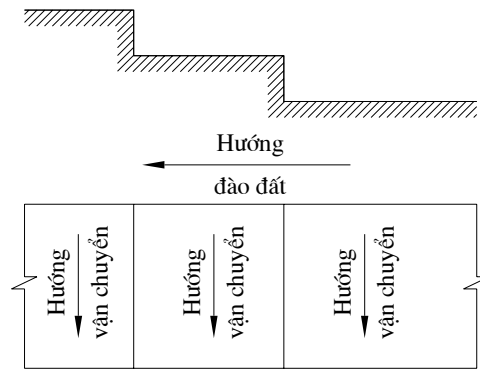 Hướng
đào đất
Hướng
vận chuyển
Hướng
vận chuyển
Hướng
vận chuyển